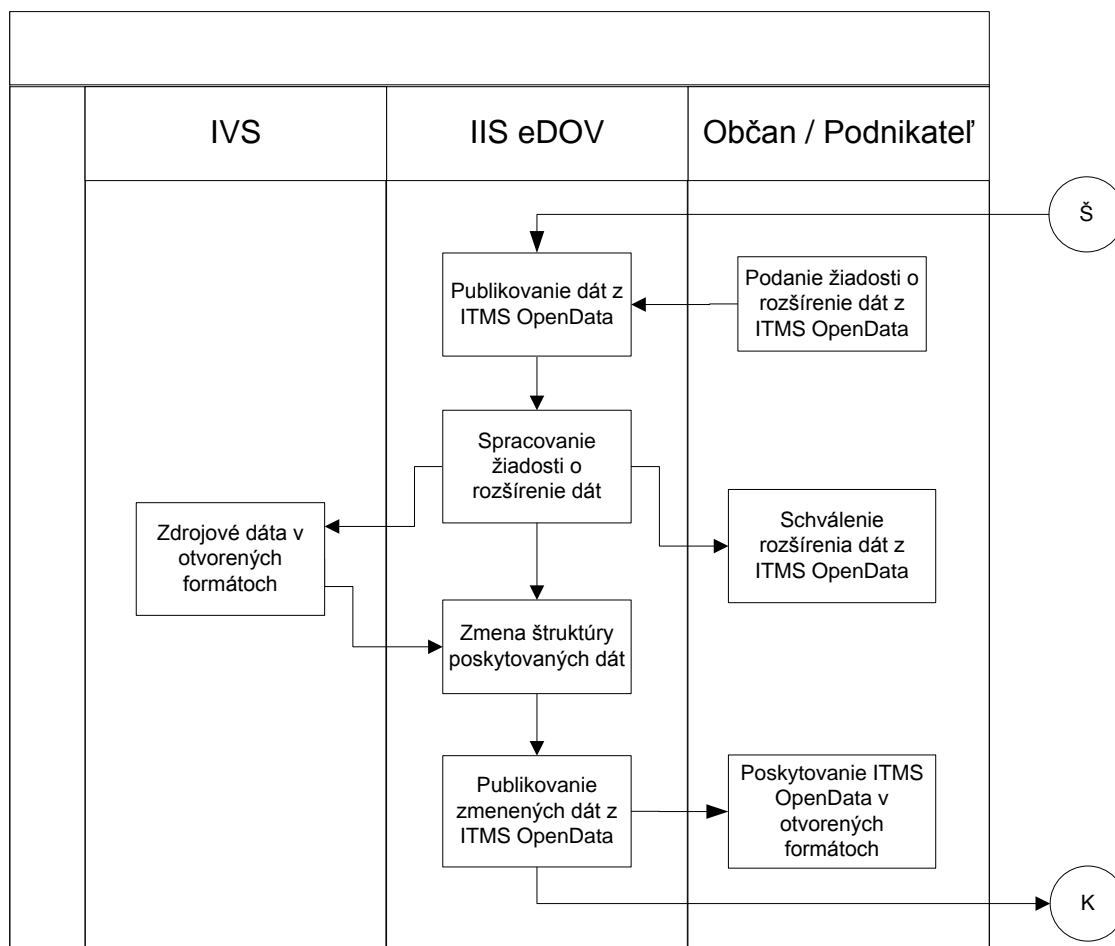 IVS
IIS eDOV
Občan / Podnikateľ
Š
Publikovanie dát z
ITMS OpenData
Podanie žiadosti o
rozšírenie dát z
ITMS OpenData
Spracovanie
žiadosti o
rozšírenie dát
Zdrojové dáta v
otvorených
formátoch
Schválenie
rozšírenia dát z
ITMS OpenData
Zmena štruktúry
poskytovaných dát
Publikovanie
zmenených dát z
ITMS OpenData
Poskytovanie ITMS
OpenData v
otvorených
formátoch
K